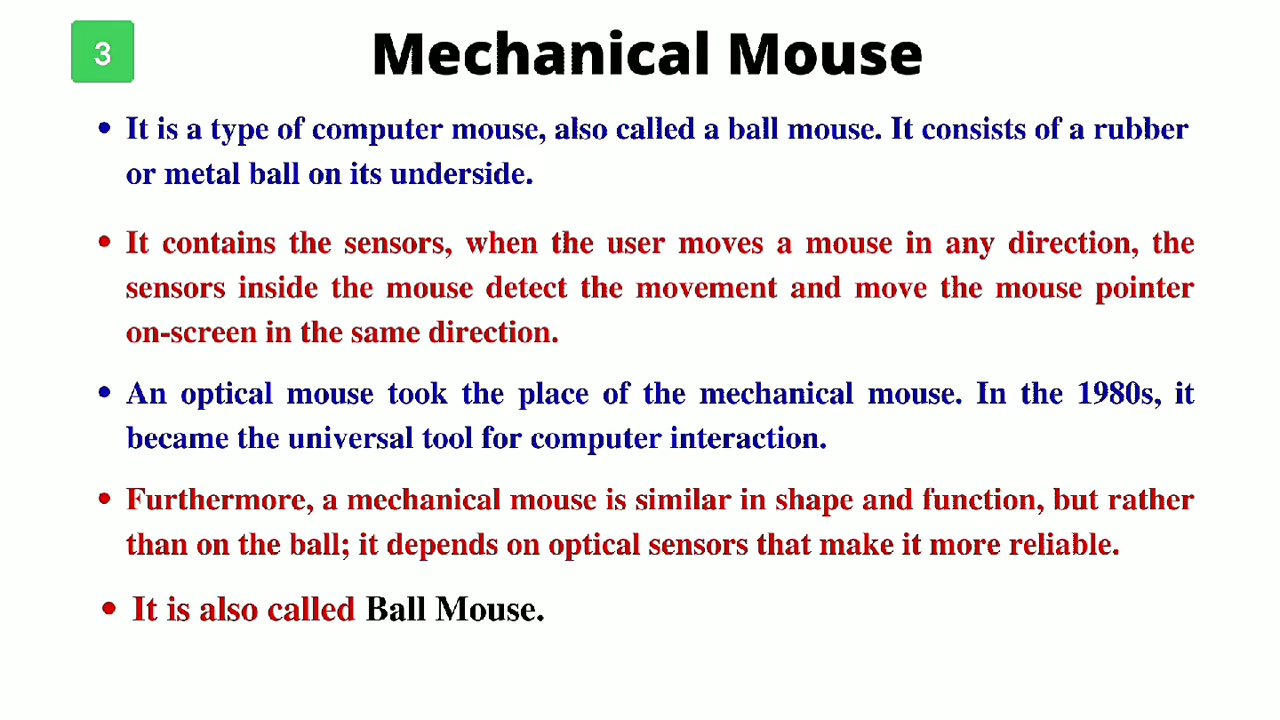 3
Mechanical Mouse
• It is a type of computer mouse, also called a ball mouse. It consists of a rubber
or metal ball on its underside.
• It contains the sensors, when the user moves a mouse in any direction, the
sensors inside the mouse detect the movement and move the mouse pointer
on-screen in the same direction.
• An optical mouse took the place of the mechanical mouse. In the 1980s, it
became the universal tool for computer interaction.
• Furthermore, a mechanical mouse is similar in shape and function, but rather
than on the ball; it depends on optical sensors that make it more reliable.
• It is also called Ball Mouse.